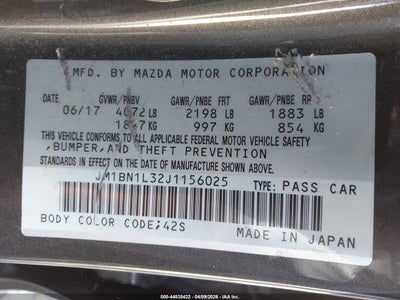 MFD. BY MAZDA MOTOR CORPORATION
DATE GVWR/PNBV GAWR/PNBE FRT GAWR/PNBE RR
06/17 4072 LB 2198 LB 1883 LB
1847 KG 997 KG 854 KG
THIS VEHICLE CONFORMS TO ALL APPLICABLE FEDERAL MOTOR VEHICLE SAFETY
,BUMPER,AND THEFT PREVENTION
STANDARDS IN EFFECT ON THE DATE OF MANUFACTURE SHOWN ABOVE.
JM1BN1L32J1156025 TYPE: PASS CAR
BODY COLOR CODE;42S
MADE IN JAPAN
000-44838422 - 04/09/2026 - COPYRIGHT IAA, Inc.